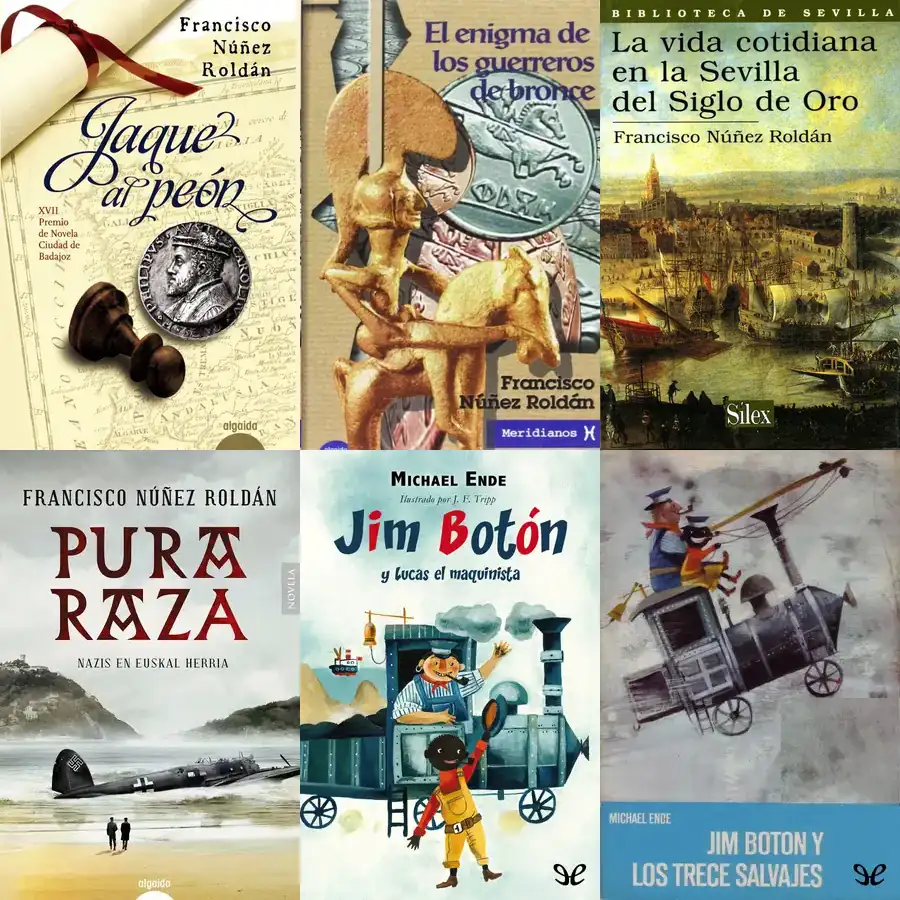 Francisco
Núñez
Roldán
Jaque
al peón
XVII
Premio
de Novela
Ciudad de
Badajoz
algaida
El enigma de
los guerreros
de bronce
Francisco
Núñez Roldán
Meridianos
BIBLIOTECA DE SEVILLA
La vida cotidiana
en la Sevilla
del Siglo de Oro
Francisco Núñez Roldán
Sílex
FRANCISCO NÚÑEZ ROLDÁN
PURA
RAZA
NOVELA
NAZIS EN EUSKAL HERRIA
algaida
MICHAEL ENDE
Ilustrado por J. F. Tripp
Jim Botón
y Lucas el maquinista
MICHAEL ENDE
JIM BOTON Y
LOS TRECE SALVAJES